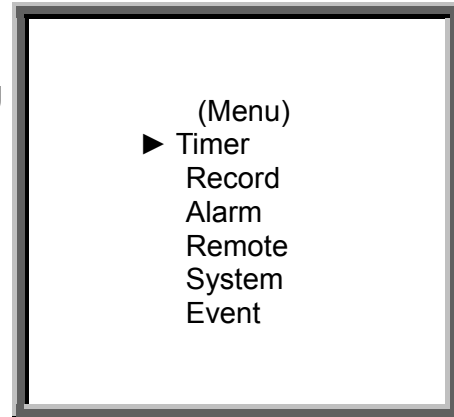 (Menu)
► Timer
Record
Alarm
Remote
System
Event